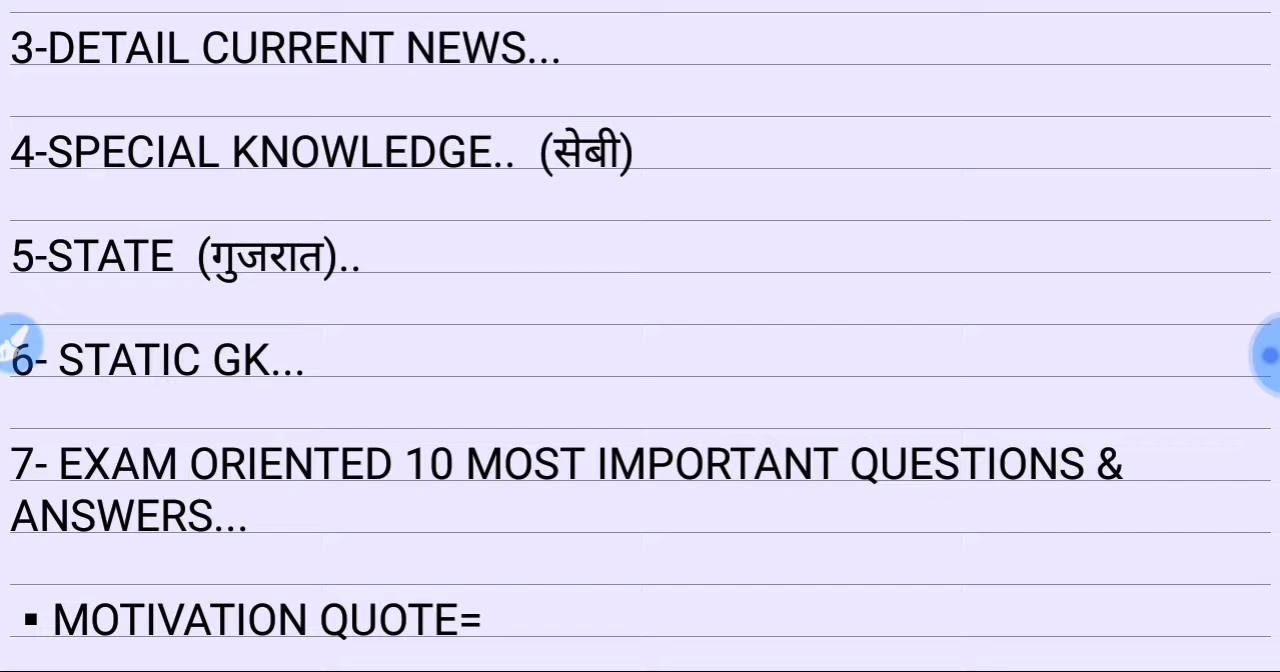 3-DETAIL CURRENT NEWS...
4-SPECIAL KNOWLEDGE.. (सेबी)
5-STATE (गुजरात)..
6- STATIC GK...
7- EXAM ORIENTED 10 MOST IMPORTANT QUESTIONS &
ANSWERS...
▪ MOTIVATION QUOTE=